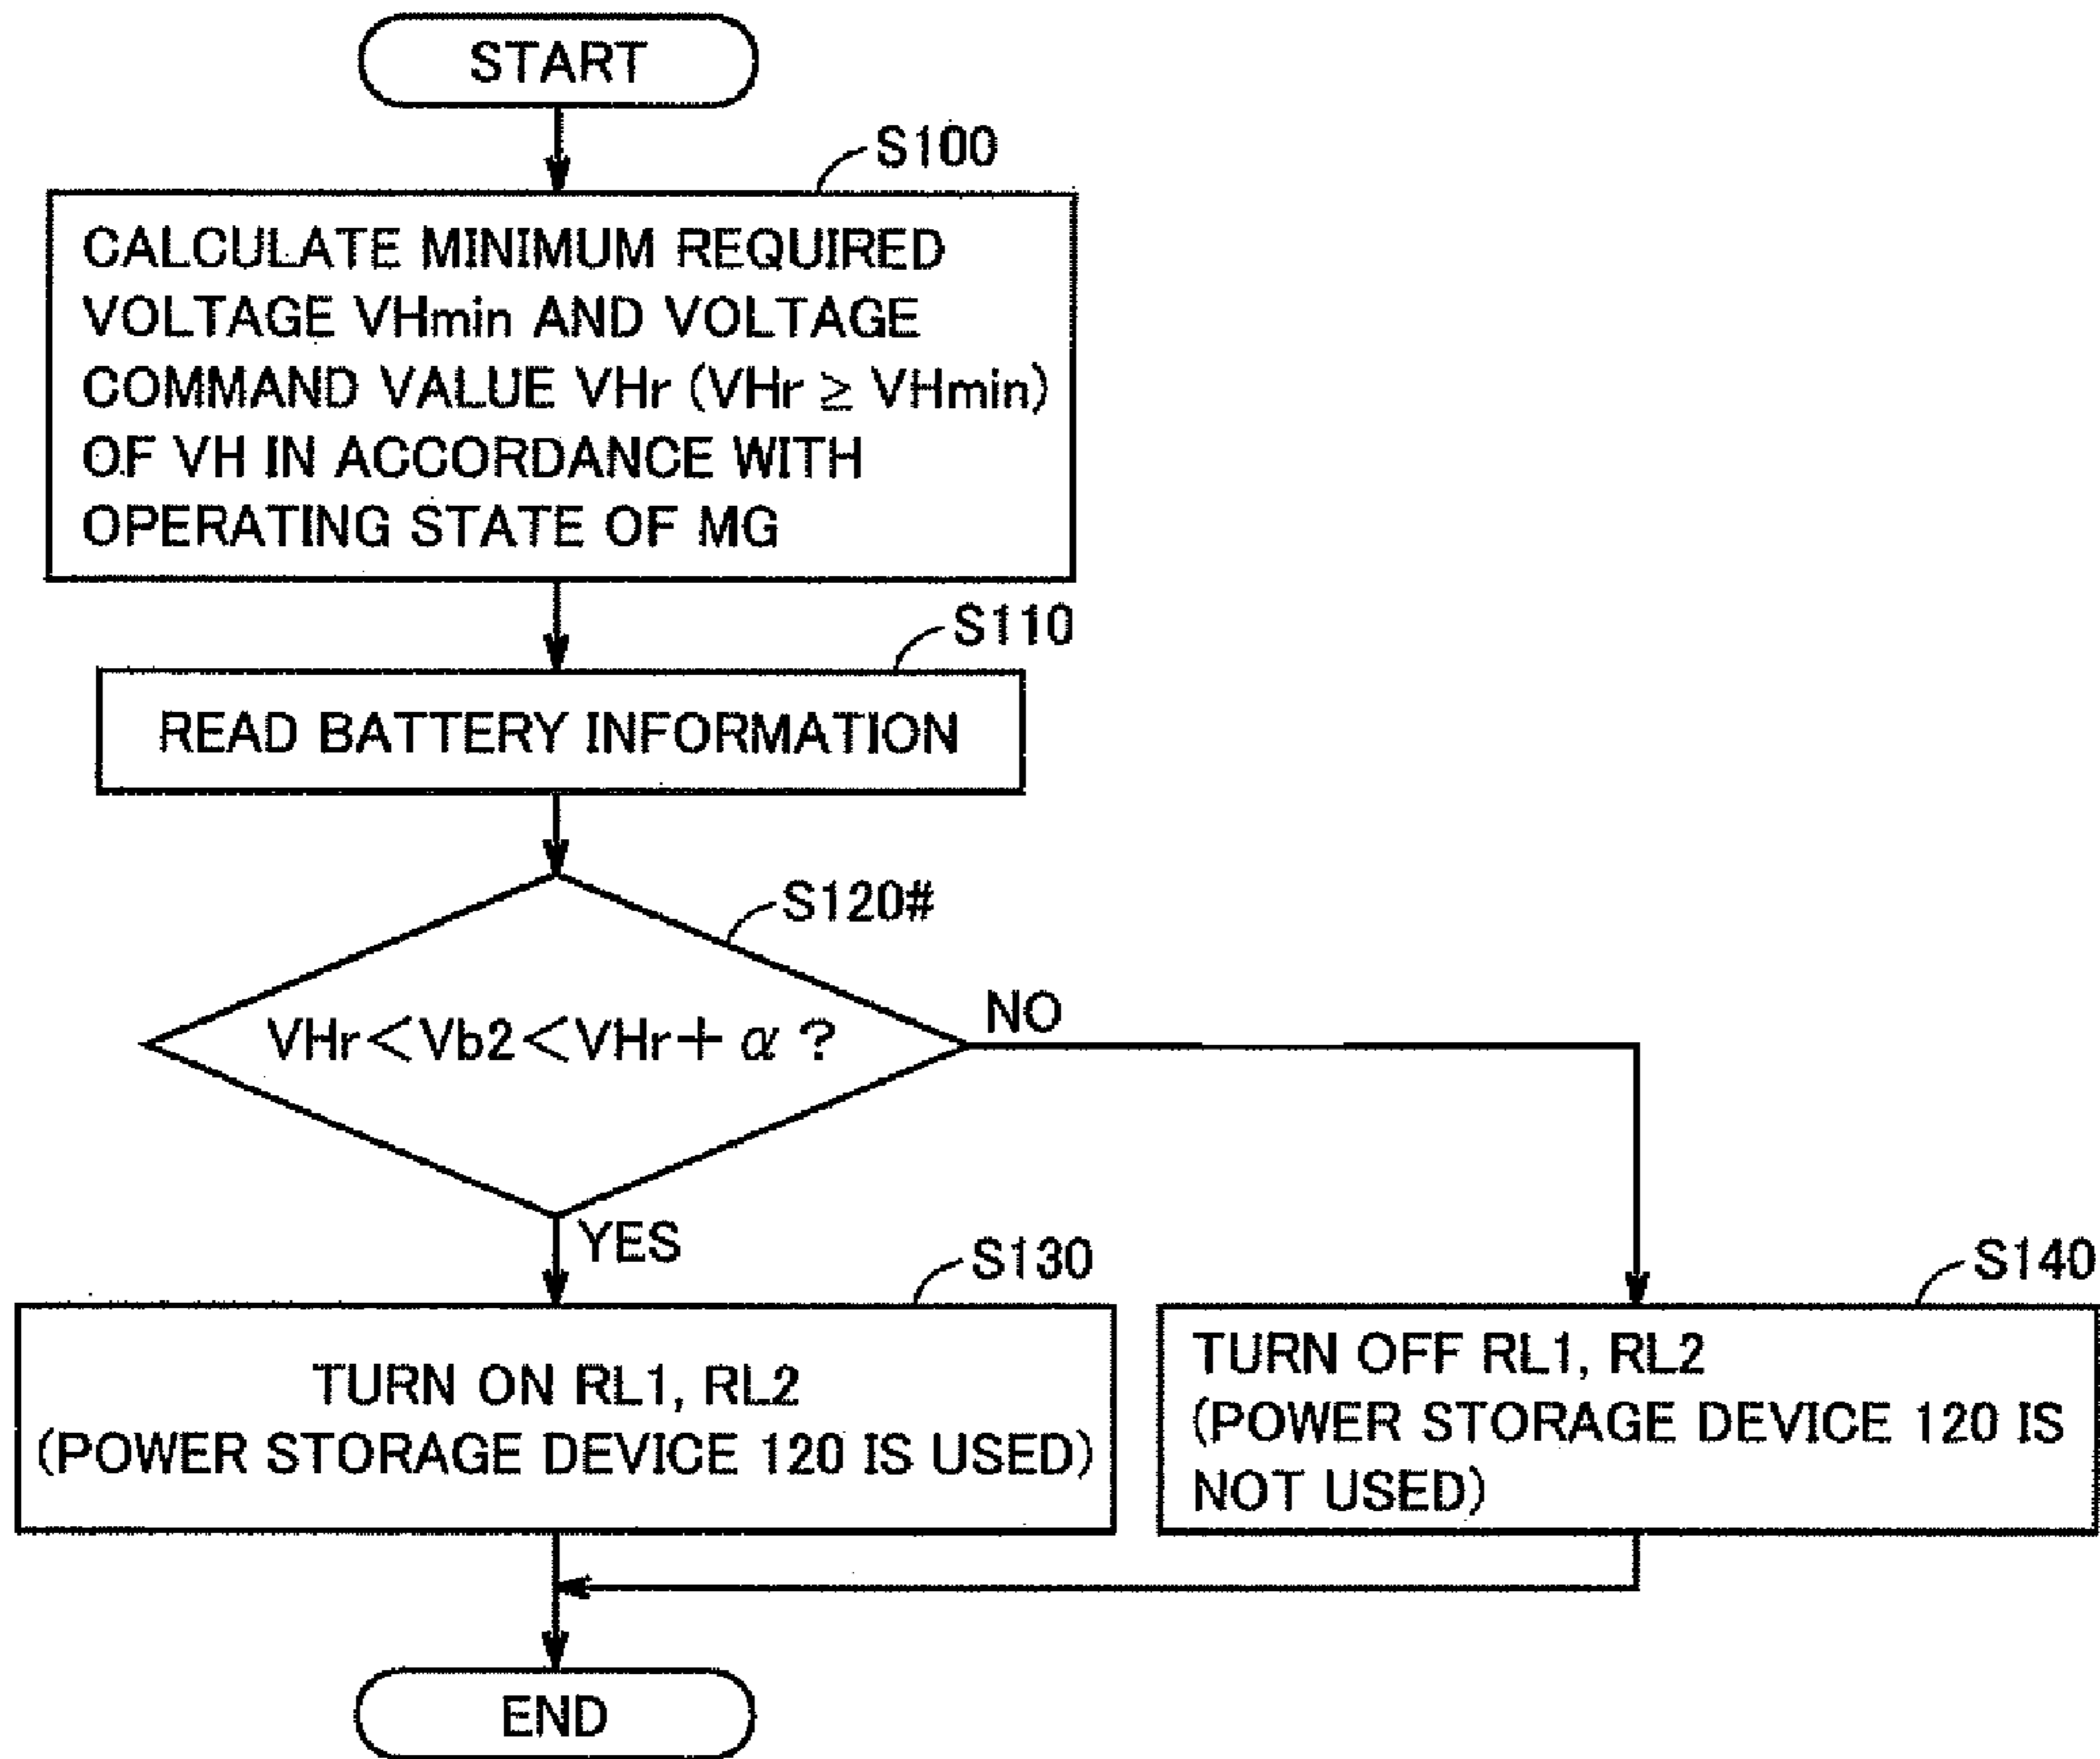 START
S100
CALCULATE MINIMUM REQUIRED
VOLTAGE VHmin AND VOLTAGE
COMMAND VALUE VHr (VHr ≥ VHmin)
OF VH IN ACCORDANCE WITH
OPERATING STATE OF MG
S110
READ BATTERY INFORMATION
S120#
VHr<Vb2<VHr+α?
NO
YES
S130
TURN ON RL1, RL2
(POWER STORAGE DEVICE 120 IS USED)
S140
TURN OFF RL1, RL2
(POWER STORAGE DEVICE 120 IS
NOT USED)
END